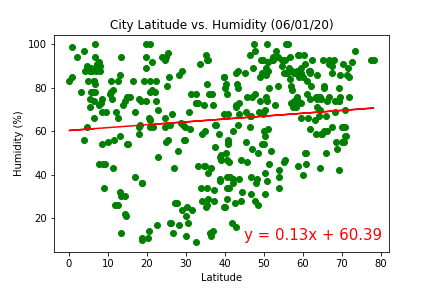 City Latitude vs. Humidity (06/01/20)
100
80
60
40
20
Humidity (%)
y = 0.13x + 60.39
0 10 20 30 40 50 60 70 80
Latitude